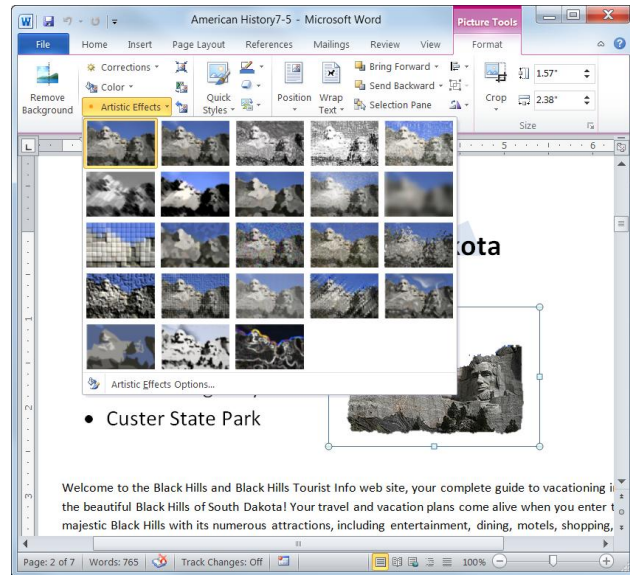 W American History7-5 - Microsoft Word Picture Tools
File Home Insert Page Layout References Mailings Review View Format
Remove Background
Corrections
Color
Artistic Effects
Quick Styles
Position
Wrap Text
Bring Forward
Send Backward
Selection Pane
Crop
1.57"
2.38"
Size
L 5 6
kota
Artistic Effects Options...
• Custer State Park
1
2
3
Welcome to the Black Hills and Black Hills Tourist Info web site, your complete guide to vacationing i
the beautiful Black Hills of South Dakota! Your travel and vacation plans come alive when you enter t
majestic Black Hills with its numerous attractions, including entertainment, dining, motels, shopping,
Page: 2 of 7 Words: 765 Track Changes: Off 100%